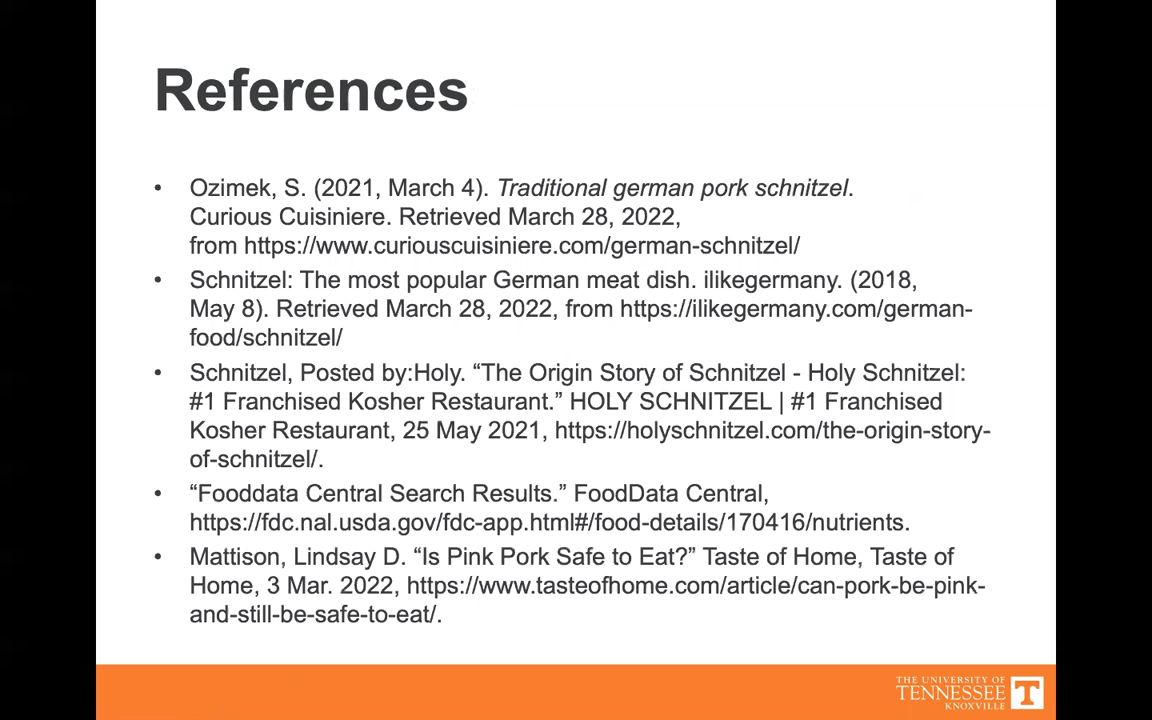 References
• Ozimek, S. (2021, March 4). Traditional german pork schnitzel.
Curious Cuisiniere. Retrieved March 28, 2022,
from https://www.curiouscuisiniere.com/german-schnitzel/
• Schnitzel: The most popular German meat dish. ilikegermany. (2018,
May 8). Retrieved March 28, 2022, from https://ilikegermany.com/german-
food/schnitzel/
• Schnitzel, Posted by:Holy. “The Origin Story of Schnitzel - Holy Schnitzel:
#1 Franchised Kosher Restaurant.” HOLY SCHNITZEL | #1 Franchised
Kosher Restaurant, 25 May 2021, https://holyschnitzel.com/the-origin-story-
of-schnitzel/.
• “Fooddata Central Search Results.” FoodData Central,
https://fdc.nal.usda.gov/fdc-app.html#/food-details/170416/nutrients.
• Mattison, Lindsay D. “Is Pink Pork Safe to Eat?” Taste of Home, Taste of
Home, 3 Mar. 2022, https://www.tasteofhome.com/article/can-pork-be-pink-
and-still-be-safe-to-eat/.
THE UNIVERSITY OF
TENNESSEE T
KNOXVILLE